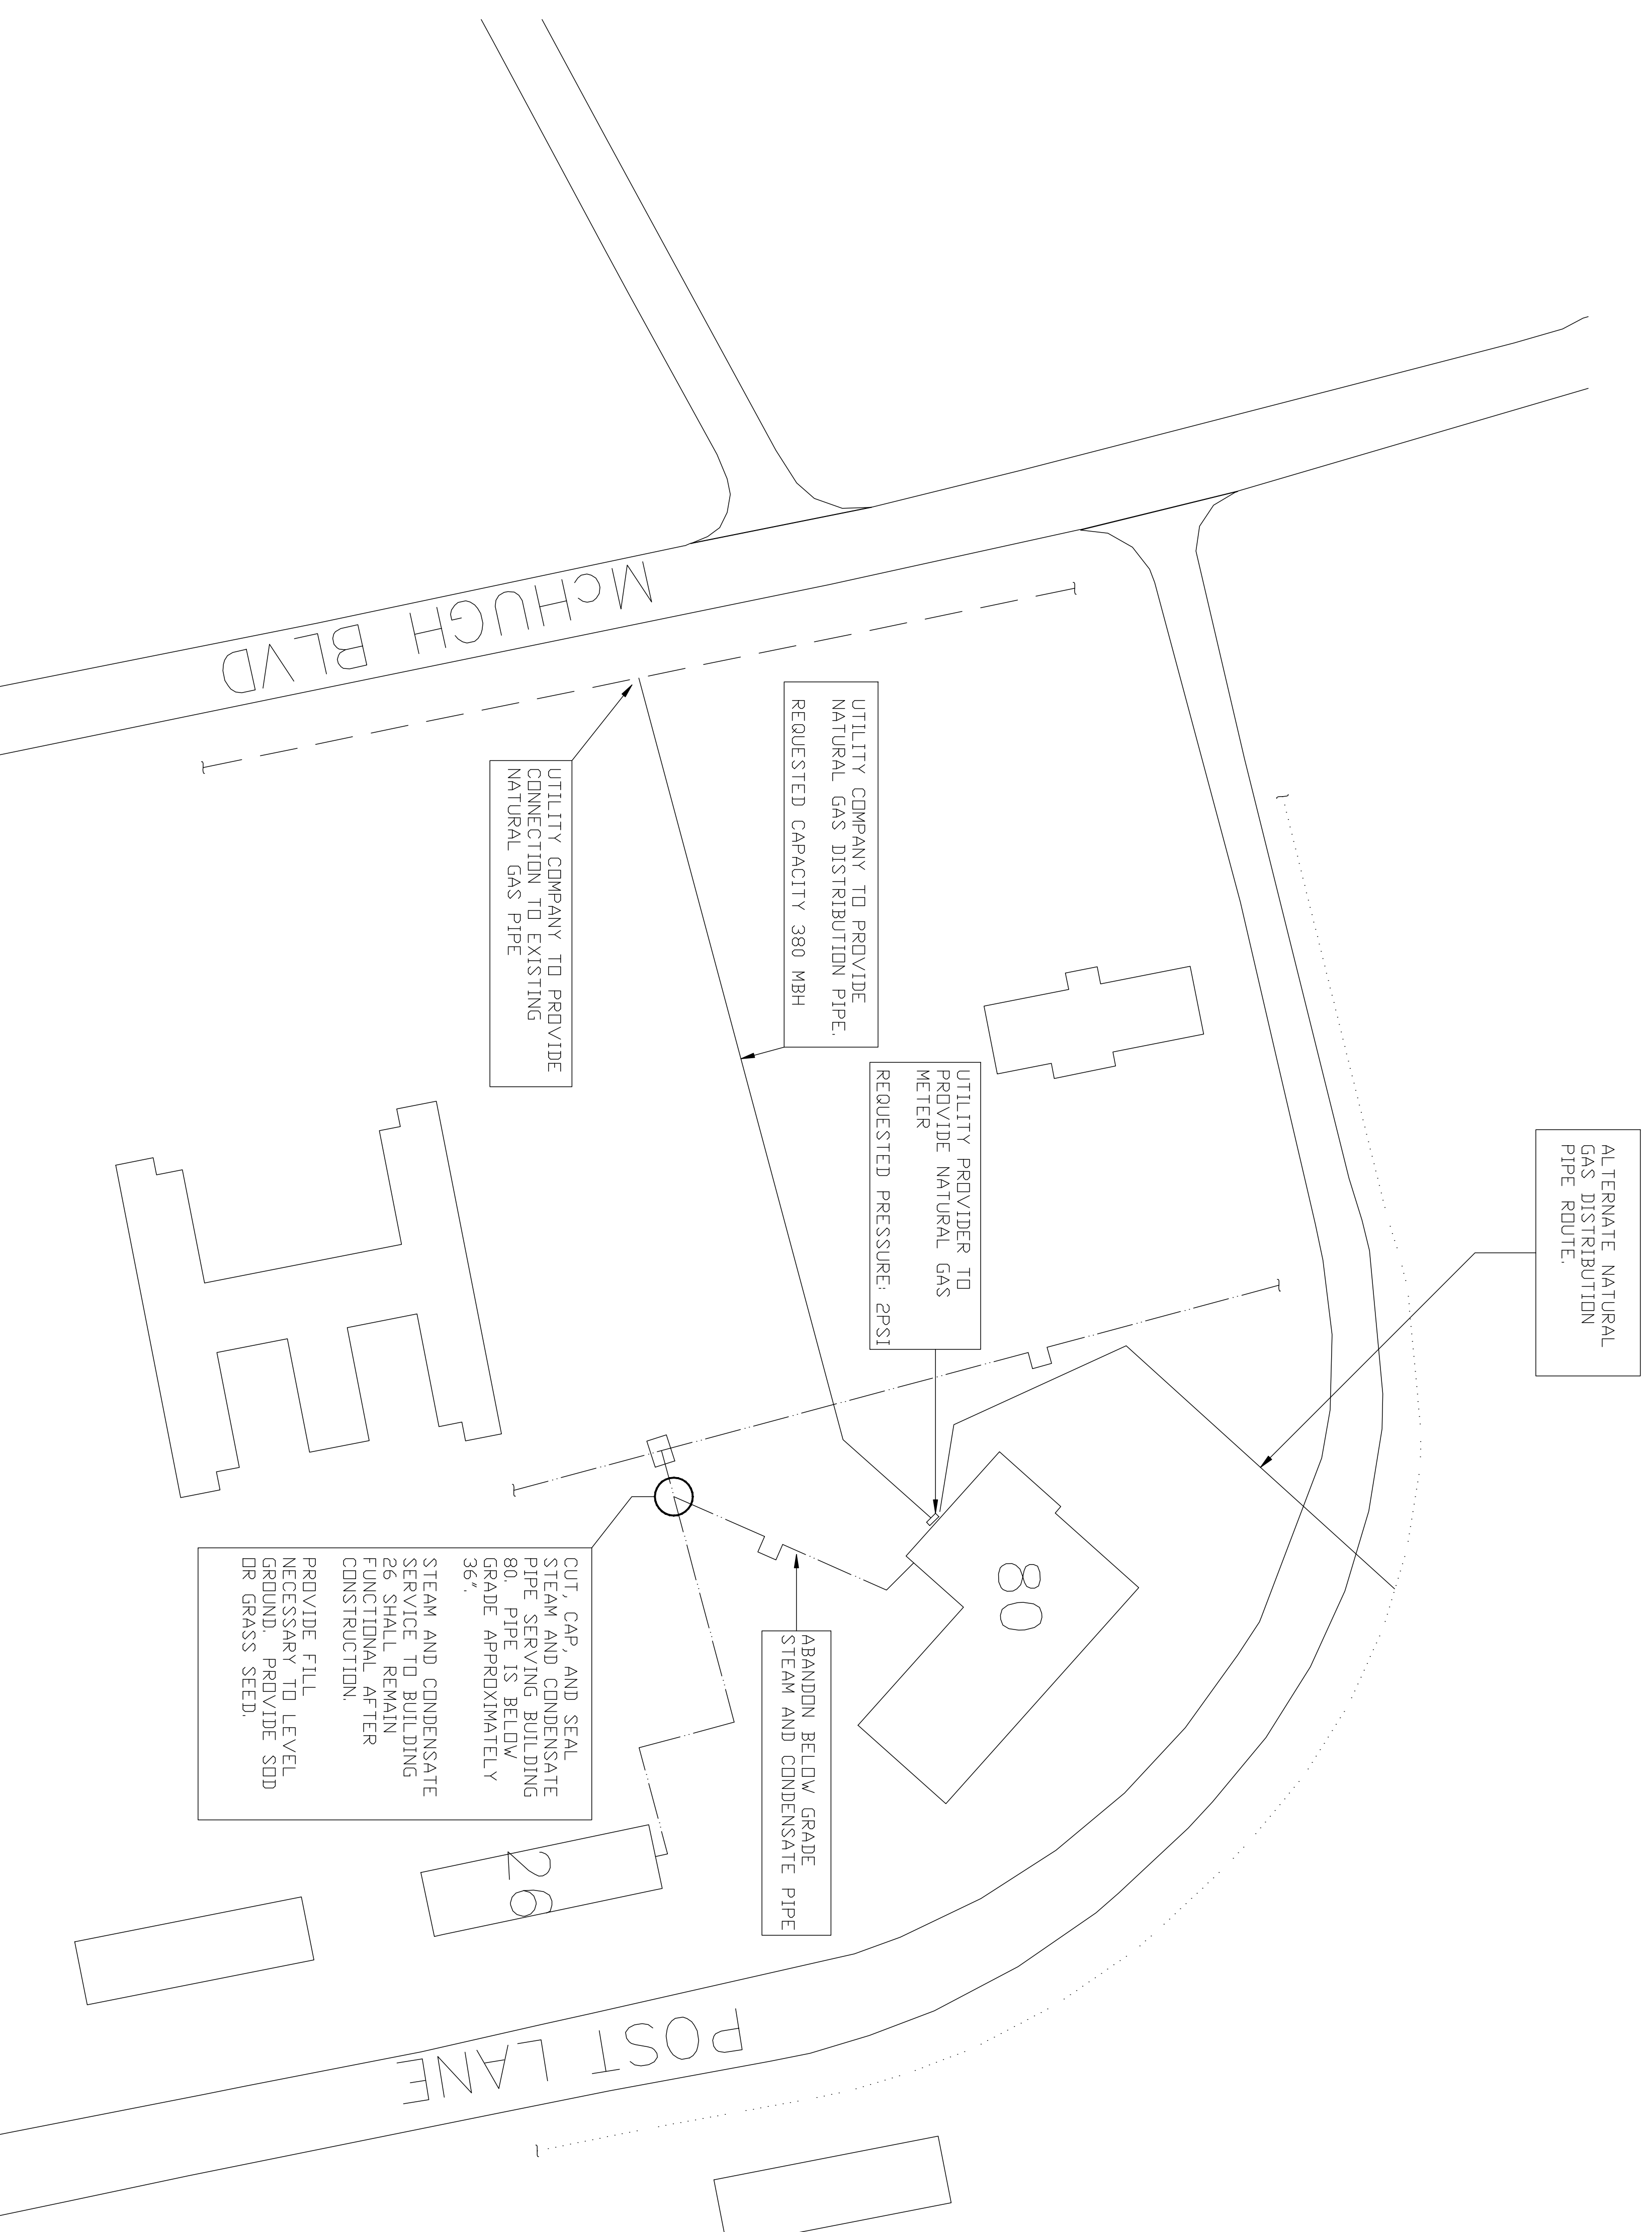 ALTERNATE NATURAL
GAS DISTRIBUTION
PIPE ROUTE.
UTILITY PROVIDER TO
PROVIDE NATURAL GAS
METER
REQUESTED PRESSURE: 2PSI
UTILITY COMPANY TO PROVIDE
NATURAL GAS DISTRIBUTION PIPE.
REQUESTED CAPACITY 380 MBH
UTILITY COMPANY TO PROVIDE
CONNECTION TO EXISTING
NATURAL GAS PIPE
McHUGH BLVD
80
ABANDON BELOW GRADE
STEAM AND CONDENSATE PIPE
CUT, CAP, AND SEAL
STEAM AND CONDENSATE
PIPE SERVING BUILDING
80. PIPE IS BELOW
GRADE APPROXIMATELY
36".
STEAM AND CONDENSATE
SERVICE TO BUILDING
26 SHALL REMAIN
FUNCTIONAL AFTER
CONSTRUCTION.
PROVIDE FILL
NECESSARY TO LEVEL
GROUND. PROVIDE SOD
OR GRASS SEED.
26
POST LANE